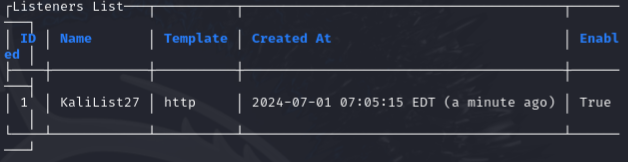 Listeners List
ID | Name | Template | Created At | Enabl
ed |
1 | KaliList27 | http | 2024-07-01 07:05:15 EDT (a minute ago) | True